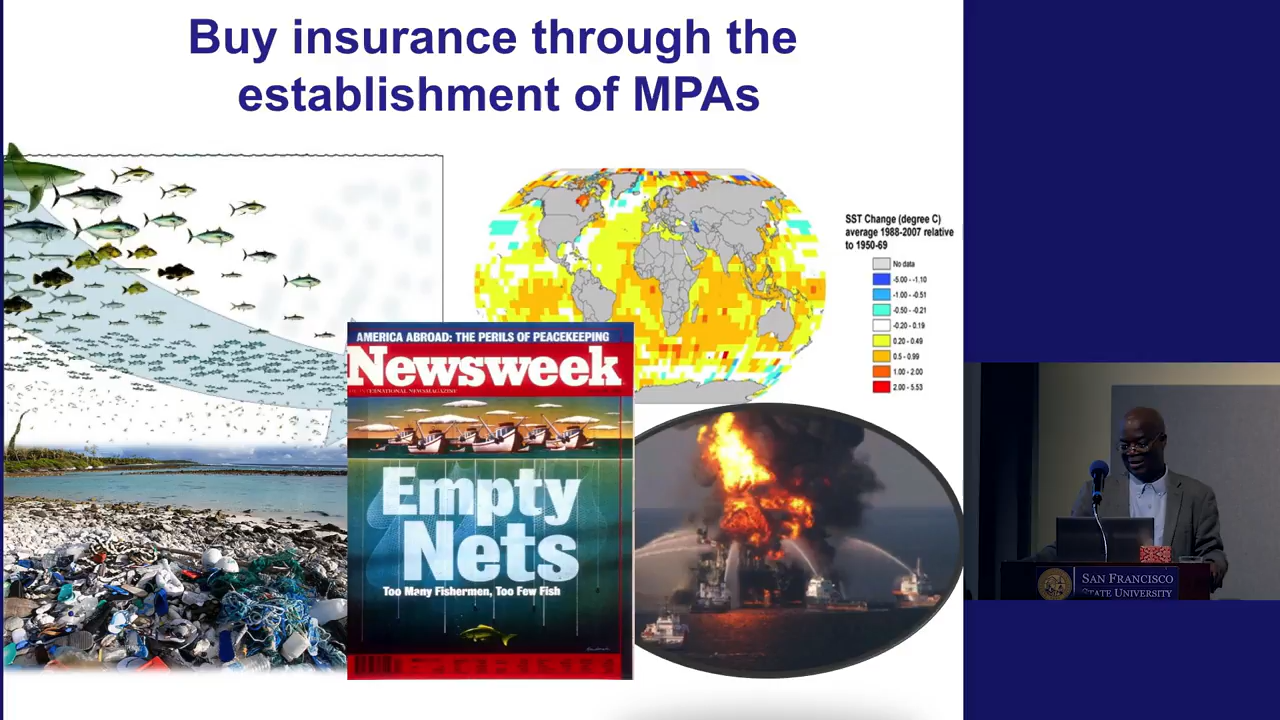 Buy insurance through the
establishment of MPAs
SST Change (degree C)
average 1988-2007 relative
to 1950-69
No data
-5.00 - -1.10
-1.00 - -0.51
-0.50 - -0.21
-0.20 - 0.19
0.20 - 0.49
0.5 - 0.99
1.00 - 2.00
2.00 - 5.53
AMERICA ABROAD: THE PERILS OF PEACEKEEPING
Newsweek
INTERNATIONAL NEWSMAGAZINE
Empty
Nets
Too Many Fishermen, Too Few Fish
SAN FRANCISCO
STATE UNIVERSITY